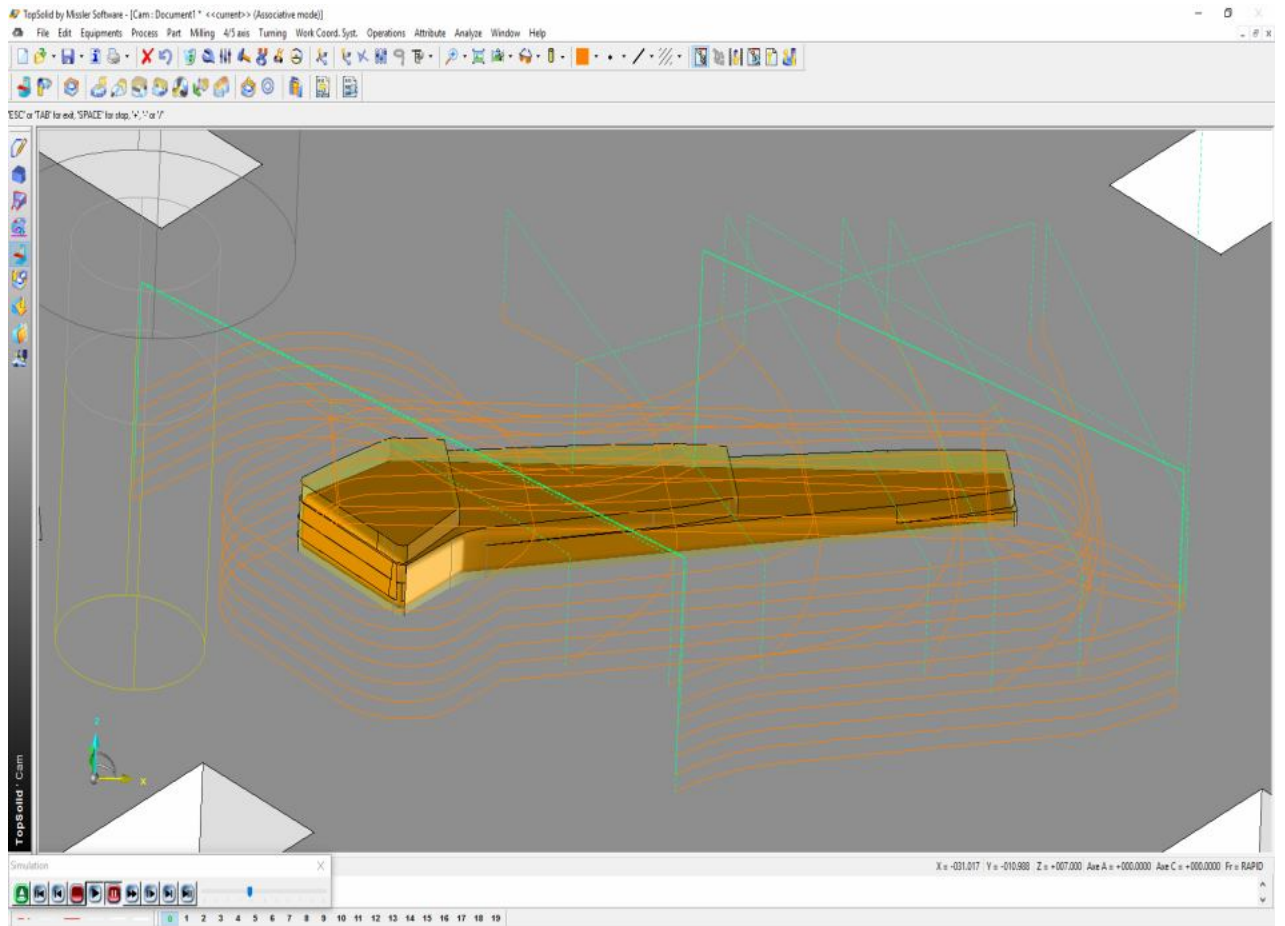 TopSolid by Missler Software - [Cam : Document1 * <<current>> (Associative mode)]
File Edit Equipments Process Part Milling 4/5 axis Turning Work Coord. Syst. Operations Attribute Analyze Window Help
'ESC' or 'TAB' for exit, 'SPACE' for stop, '+', '-' or '/'
z
x
TopSolid'Cam
Simulation X
X = -031.017 Y = -010.988 Z = +007.000 Axe A = +000.0000 Axe C = +000.0000 Fr = RAPID
0 1 2 3 4 5 6 7 8 9 10 11 12 13 14 15 16 17 18 19